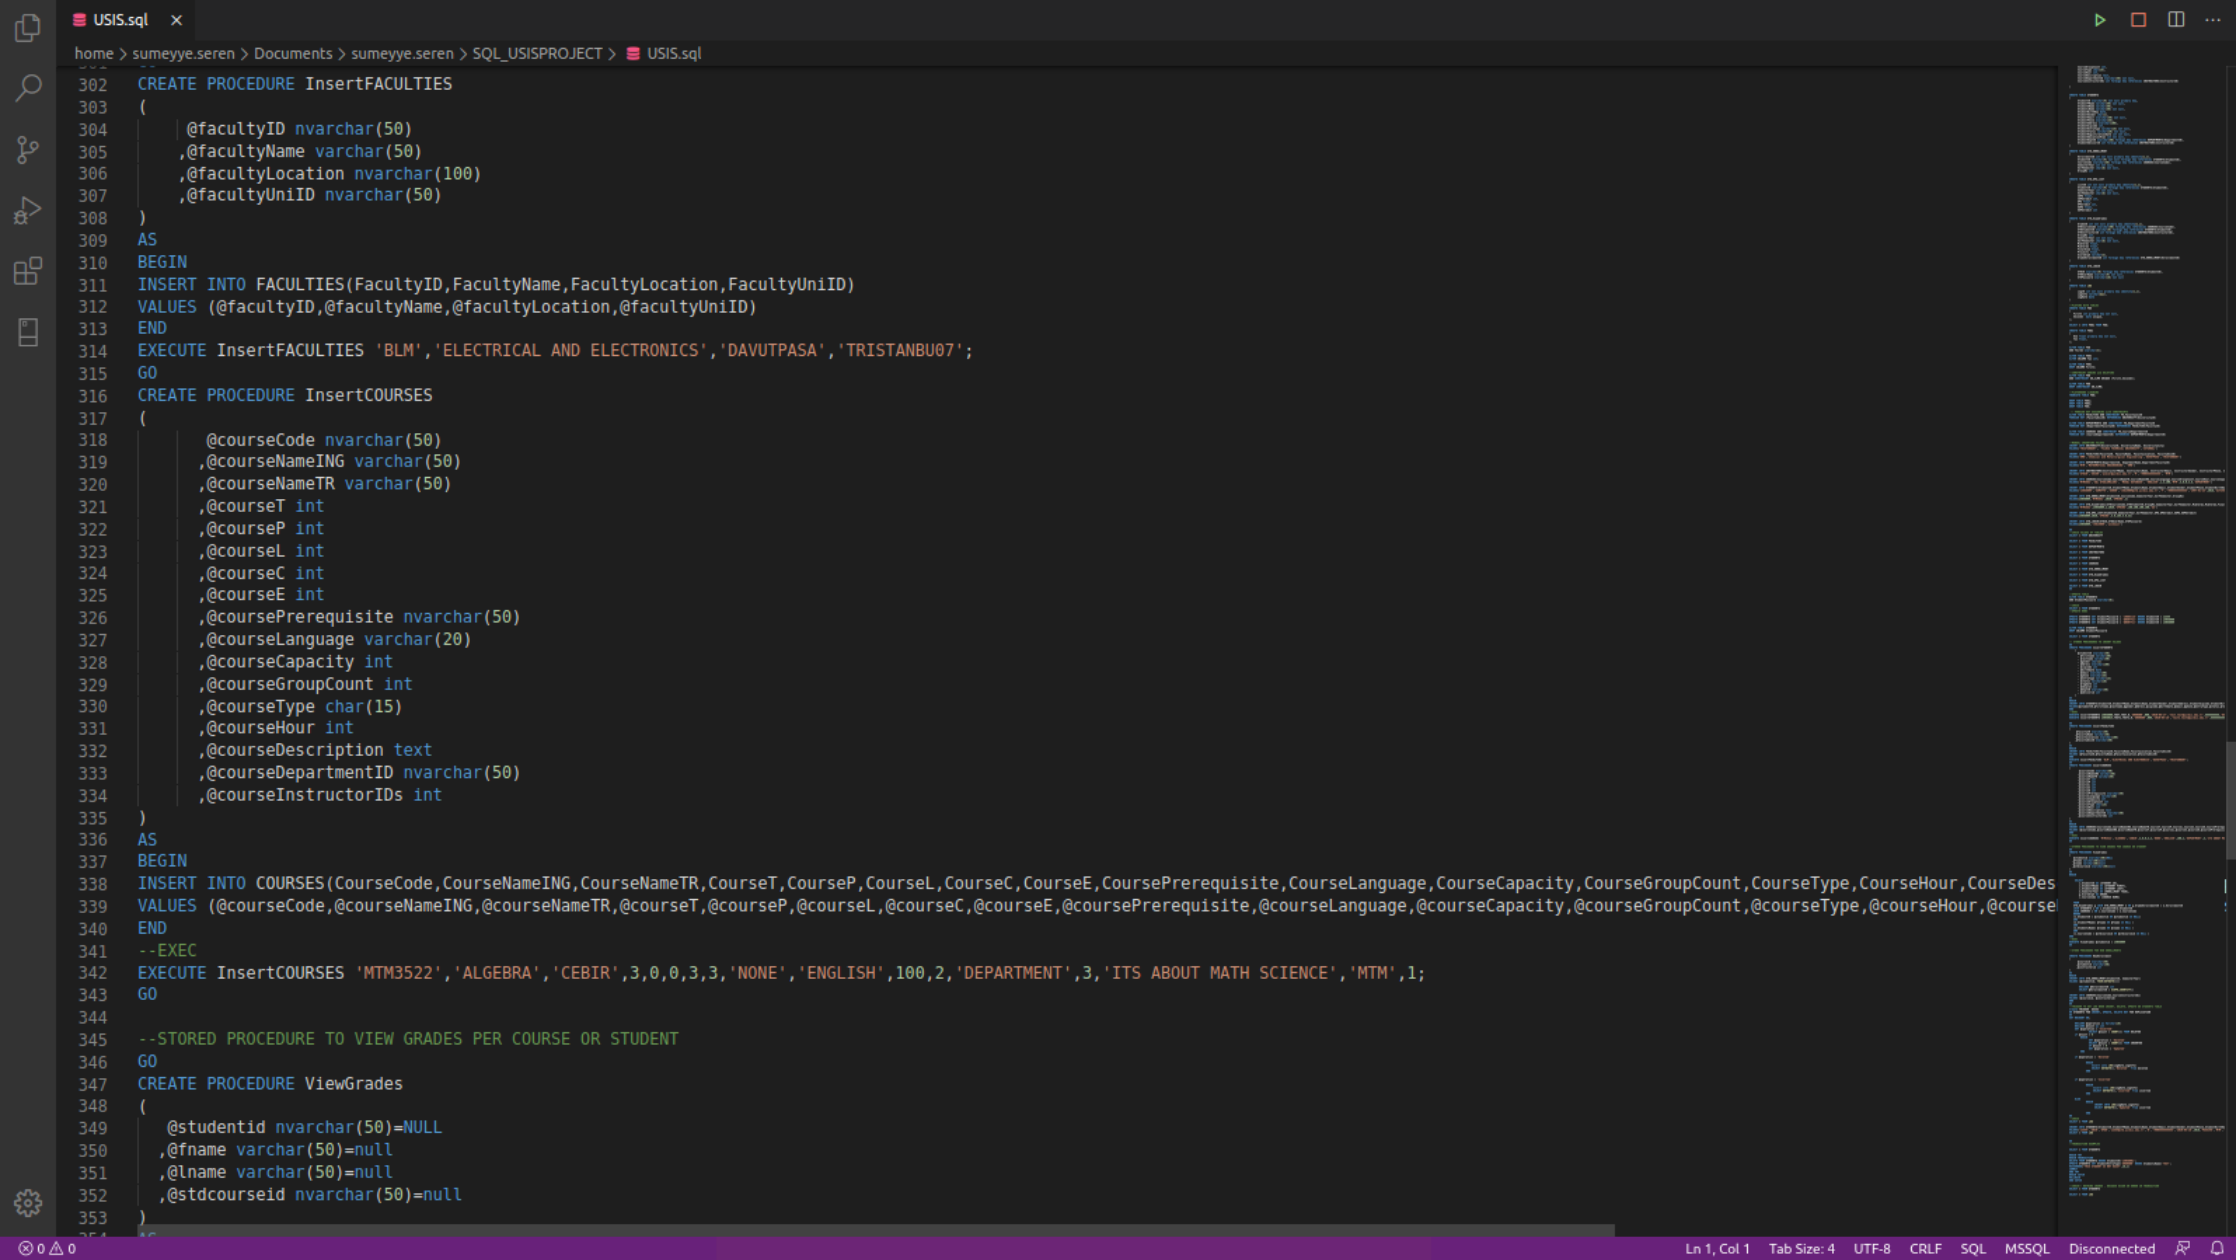 USIS.sql
home > sumeyye.seren > Documents > sumeyye.seren > SQL_USISPROJECT > USIS.sql
302 CREATE PROCEDURE InsertFACULTIES
303 (
304 @facultyID nvarchar(50)
305 ,@facultyName varchar(50)
306 ,@facultyLocation nvarchar(100)
307 ,@facultyUniID nvarchar(50)
308 )
309 AS
310 BEGIN
311 INSERT INTO FACULTIES(FacultyID,FacultyName,FacultyLocation,FacultyUniID)
312 VALUES (@facultyID,@facultyName,@facultyLocation,@facultyUniID)
313 END
314 EXECUTE InsertFACULTIES 'BLM','ELECTRICAL AND ELECTRONICS','DAVUTPASA','TRISTANBU07';
315 GO
316 CREATE PROCEDURE InsertCOURSES
317 (
318 @courseCode nvarchar(50)
319 ,@courseNameING varchar(50)
320 ,@courseNameTR varchar(50)
321 ,@courseT int
322 ,@courseP int
323 ,@courseL int
324 ,@courseC int
325 ,@courseE int
326 ,@coursePrerequisite nvarchar(50)
327 ,@courseLanguage varchar(20)
328 ,@courseCapacity int
329 ,@courseGroupCount int
330 ,@courseType char(15)
331 ,@courseHour int
332 ,@courseDescription text
333 ,@courseDepartmentID nvarchar(50)
334 ,@courseInstructorIDs int
335 )
336 AS
337 BEGIN
338 INSERT INTO COURSES(CourseCode,CourseNameING,CourseNameTR,CourseT,CourseP,CourseL,CourseC,CourseE,CoursePrerequisite,CourseLanguage,CourseCapacity,CourseGroupCount,CourseType,CourseHour,CourseDes
339 VALUES (@courseCode,@courseNameING,@courseNameTR,@courseT,@courseP,@courseL,@courseC,@courseE,@coursePrerequisite,@courseLanguage,@courseCapacity,@courseGroupCount,@courseType,@courseHour,@course
340 END
341 --EXEC
342 EXECUTE InsertCOURSES 'MTM3522','ALGEBRA','CEBIR',3,0,0,3,3,'NONE','ENGLISH',100,2,'DEPARTMENT',3,'ITS ABOUT MATH SCIENCE','MTM',1;
343 GO
344
345 --STORED PROCEDURE TO VIEW GRADES PER COURSE OR STUDENT
346 GO
347 CREATE PROCEDURE ViewGrades
348 (
349 @studentid nvarchar(50)=NULL
350 ,@fname varchar(50)=null
351 ,@lname varchar(50)=null
352 ,@stdcourseid nvarchar(50)=null
353 )
0 0 Ln 1, Col 1 Tab Size: 4 UTF-8 CRLF SQL MSSQL Disconnected